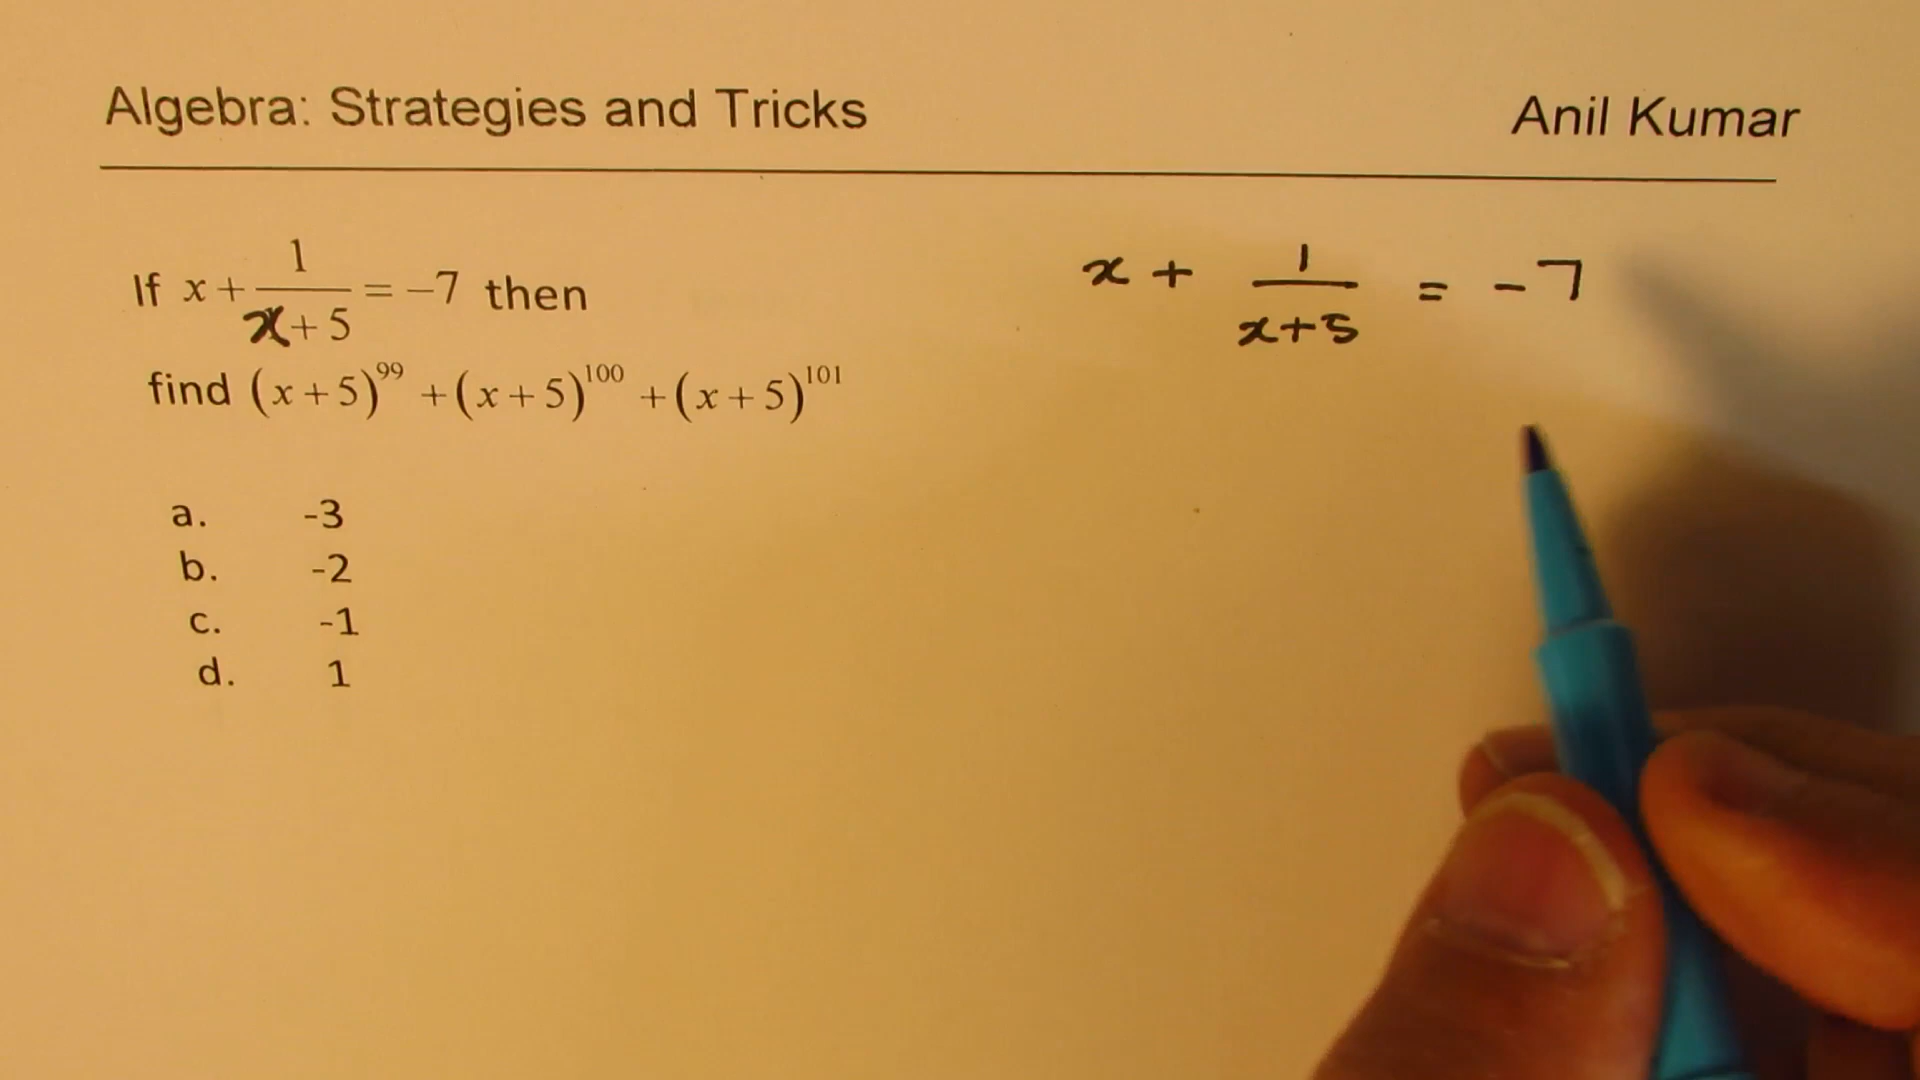 Algebra: Strategies and Tricks
Anil Kumar
If x + 1/(x+5) = −7 then
find (x+5)^99 + (x+5)^100 + (x+5)^101
a. -3
b. -2
c. -1
d. 1
x + 1/(x+5) = -7